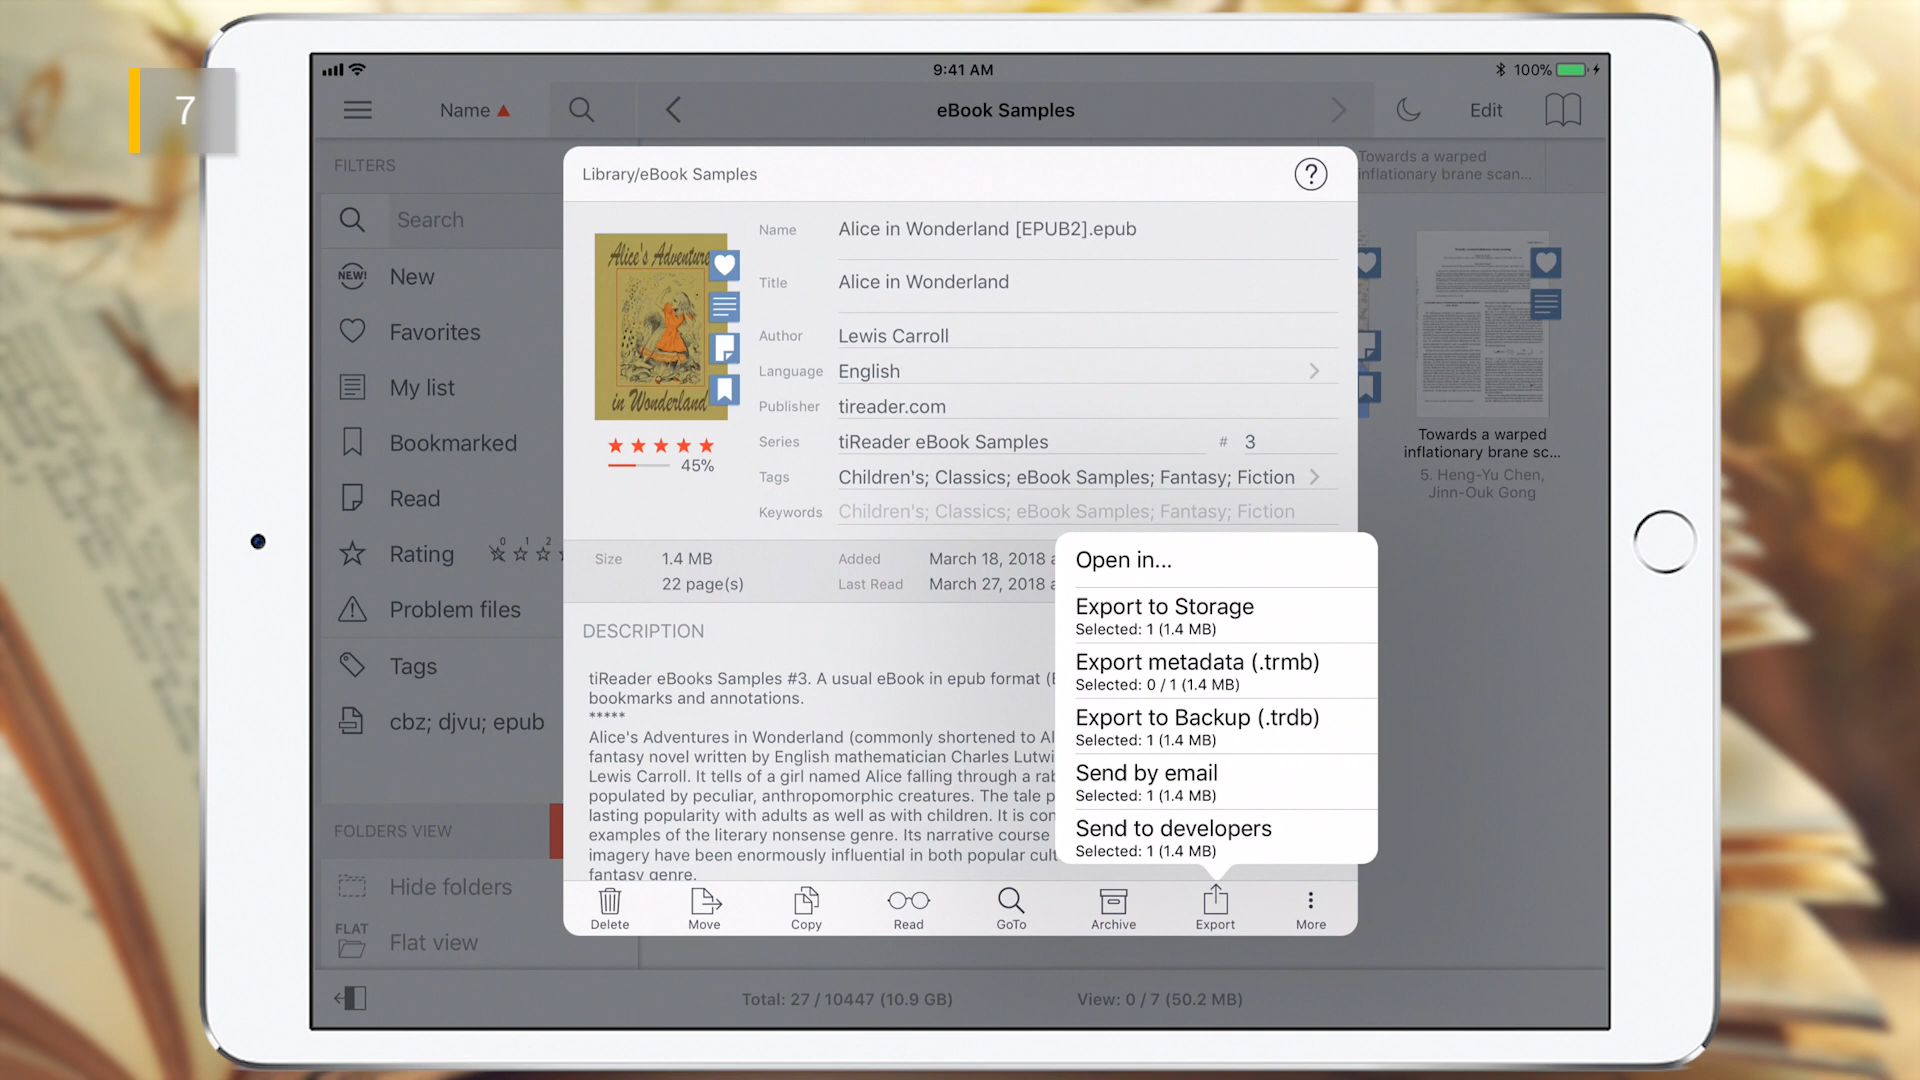 7
9:41 AM
100%
Name
eBook Samples
Edit
FILTERS
Search
NEW!
New
Favorites
My list
Bookmarked
Read
Rating
0 1 2
Problem files
Tags
cbz; djvu; epub
FOLDERS VIEW
Hide folders
FLAT
Flat view
Library/eBook Samples
?
Alice's Adventure
in Wonderland
45%
Name
Alice in Wonderland [EPUB2].epub
Title
Alice in Wonderland
Author
Lewis Carroll
Language
English
Publisher
tireader.com
Series
tiReader eBook Samples
# 3
Tags
Children's; Classics; eBook Samples; Fantasy; Fiction
Keywords
Children's; Classics; eBook Samples; Fantasy; Fiction
Size
1.4 MB
22 page(s)
Added
March 18, 2018 a
Last Read
March 27, 2018 a
DESCRIPTION
tiReader eBooks Samples #3. A usual eBook in epub format (E
bookmarks and annotations.
*****
Alice's Adventures in Wonderland (commonly shortened to Al
fantasy novel written by English mathematician Charles Lutwi
Lewis Carroll. It tells of a girl named Alice falling through a rab
populated by peculiar, anthropomorphic creatures. The tale p
lasting popularity with adults as well as with children. It is con
examples of the literary nonsense genre. Its narrative course
imagery have been enormously influential in both popular cult
fantasy genre.
Open in...
Export to Storage
Selected: 1 (1.4 MB)
Export metadata (.trmb)
Selected: 0 / 1 (1.4 MB)
Export to Backup (.trdb)
Selected: 1 (1.4 MB)
Send by email
Selected: 1 (1.4 MB)
Send to developers
Selected: 1 (1.4 MB)
Delete
Move
Copy
Read
GoTo
Archive
Export
More
Towards a warped
inflationary brane scan...
Towards a warped
inflationary brane sc...
5. Heng-Yu Chen,
Jinn-Ouk Gong
Total: 27 / 10447 (10.9 GB)
View: 0 / 7 (50.2 MB)